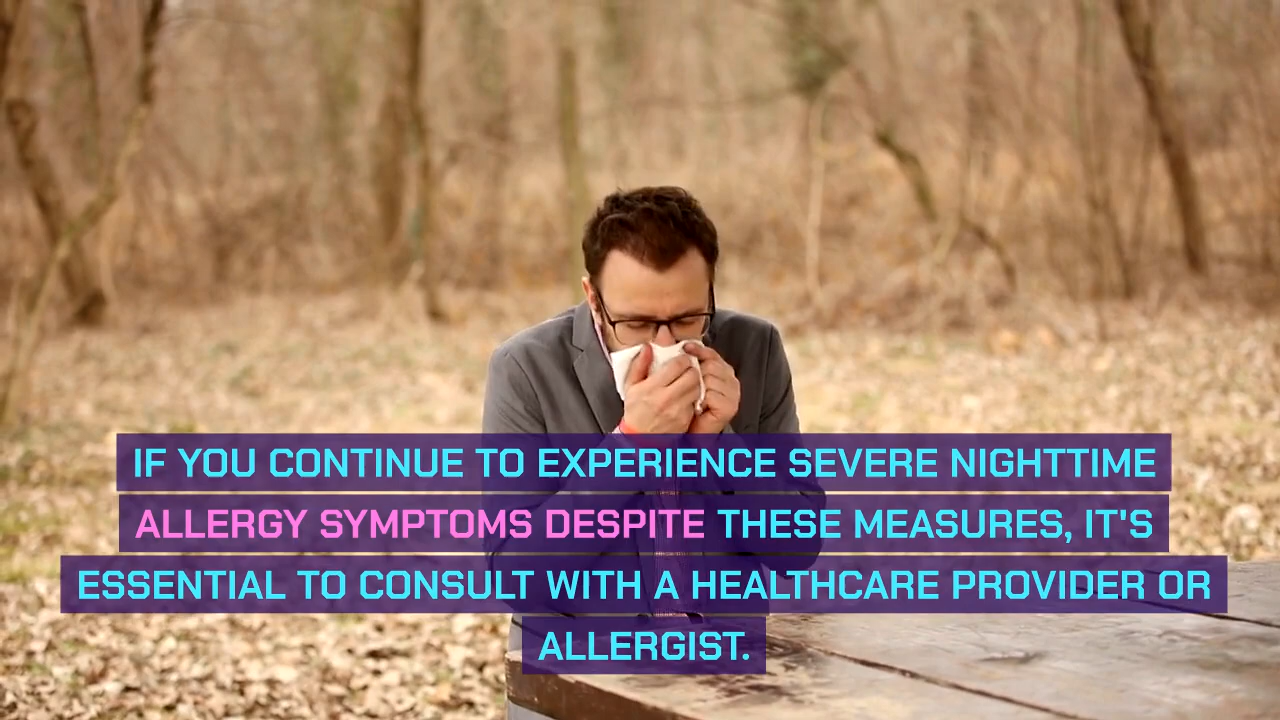 IF YOU CONTINUE TO EXPERIENCE SEVERE NIGHTTIME
ALLERGY SYMPTOMS DESPITE THESE MEASURES, IT'S
ESSENTIAL TO CONSULT WITH A HEALTHCARE PROVIDER OR
ALLERGIST.